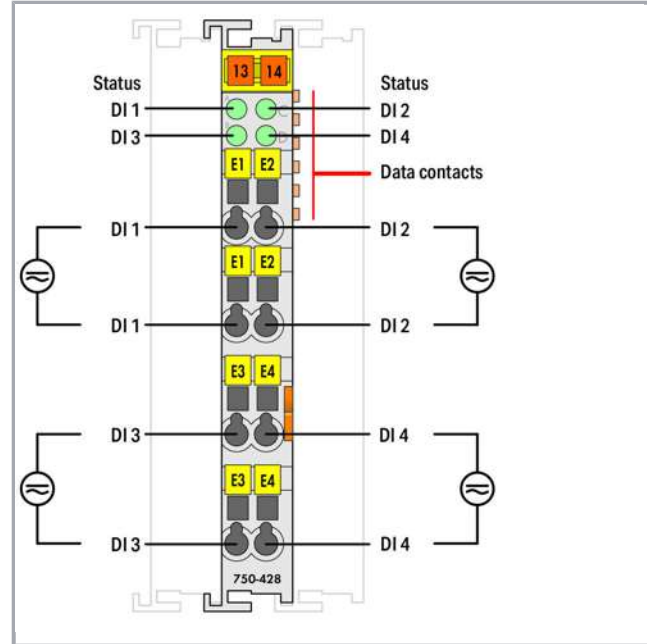 13 14
Status Status
DI 1 A C DI 2
DI 3 B D DI 4
E1 E2
Data contacts
DI 1 DI 2
E1 E2
DI 1 DI 2
E3 E4
DI 3 DI 4
E3 E4
DI 3 DI 4
750-428